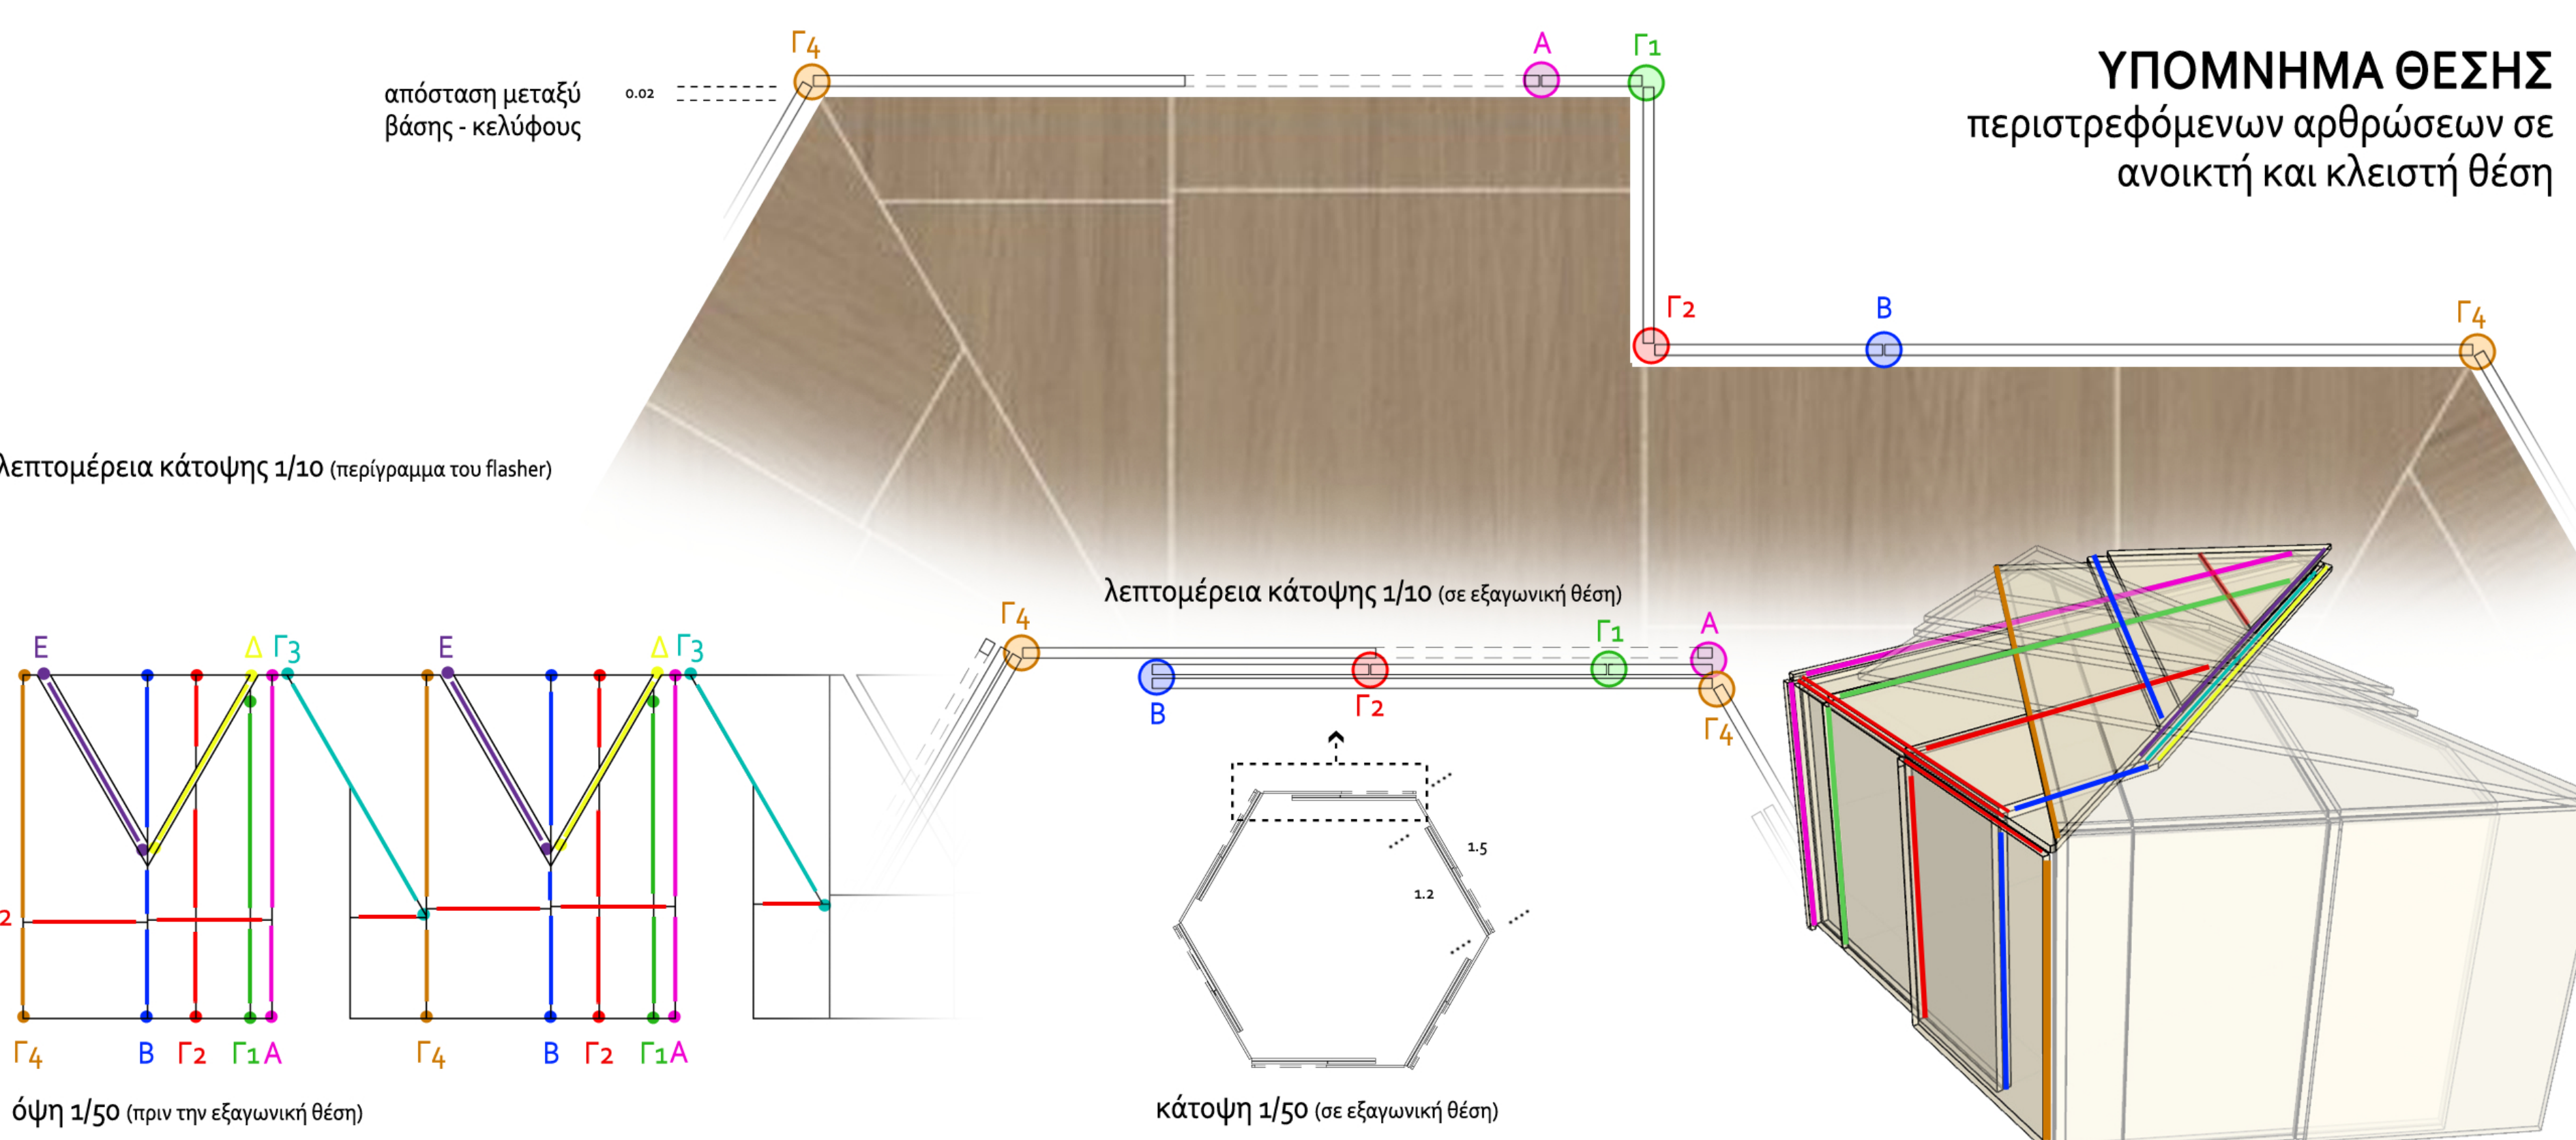 Γ4
Α
Γ1
ΥΠΟΜΝΗΜΑ ΘΕΣΗΣ
περιστρεφόμενων αρθρώσεων σε
ανοικτή και κλειστή θέση
απόσταση μεταξύ
βάσης - κελύφους
0.02
Γ2
Β
Γ4
λεπτομέρεια κάτοψης 1/10 (περίγραμμα του flasher)
λεπτομέρεια κάτοψης 1/10 (σε εξαγωνική θέση)
Γ4
Γ1
Α
Β
Γ2
Γ4
Ε
Δ
Γ3
Ε
Δ
Γ3
1.5
1.2
2
Γ4
Β
Γ2
Γ1
Α
Γ4
Β
Γ2
Γ1
Α
όψη 1/50 (πριν την εξαγωνική θέση)
κάτοψη 1/50 (σε εξαγωνική θέση)